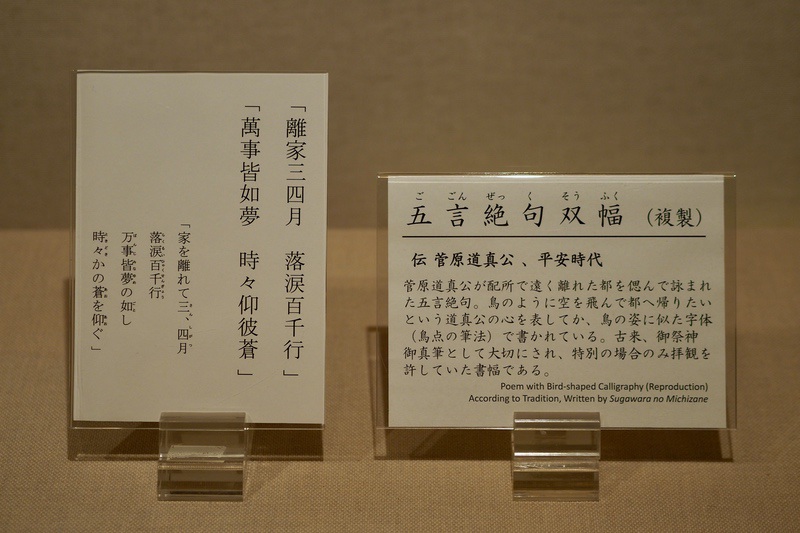 「離家三四月　落涙百千行」
「萬事皆如夢　時々仰彼蒼」
「家を離れて三、四月
落涙百千行
万事皆夢の如し
時々かの蒼を仰ぐ」
ご ごん ぜっ く そう ふく
五言絶句双幅（複製）
伝 菅原道真公、平安時代
菅原道真公が配所で遠く離れた都を偲んで詠まれ
た五言絶句。鳥のように空を飛んで都へ帰りたい
という道真公の心を表してか、鳥の姿に似た字体
（鳥点の筆法）で書かれている。古来、御祭神
御真筆として大切にされ、特別の場合のみ拝観を
許していた書幅である。
Poem with Bird-shaped Calligraphy (Reproduction)
According to Tradition, Written by Sugawara no Michizane